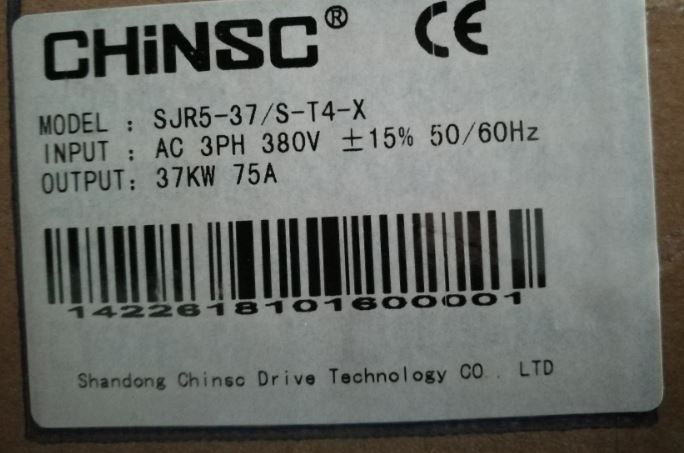 CHiNSC® CE
MODEL : SJR5-37/S-T4-X
INPUT : AC 3PH 380V ±15% 50/60Hz
OUTPUT: 37KW 75A
1422618101600001
Shandong Chinsc Drive Technology CO.. LTD